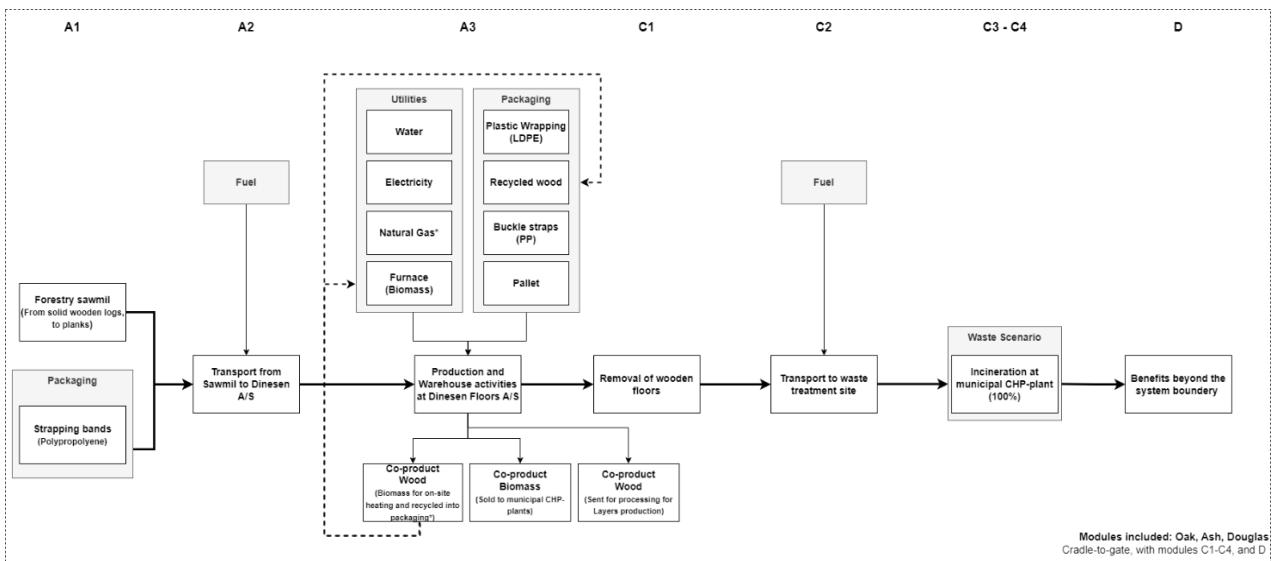 A1
A2
A3
C1
C2
C3 - C4
D
Utilities
Water
Electricity
Natural Gas*
Furnace
(Biomass)
Packaging
Plastic Wrapping
(LDPE)
Recycled wood
Buckle straps
(PP)
Pallet
Fuel
Fuel
Forestry sawmil
(From solid wooden logs,
to planks)
Packaging
Strapping bands
(Polypropolyene)
Transport from
Sawmil to Dinesen
A/S
Production and
Warehouse activities
at Dinesen Floors A/S
Removal of wooden
floors
Transport to waste
treatment site
Waste Scenario
Incineration at
municipal CHP-plant
(100%)
Benefits beyond the
system boundery
Co-product
Wood
(Biomass for on-site
heating and recycled into
packaging*)
Co-product
Biomass
(Sold to municipal CHP-
plants)
Co-product
Wood
(Sent for processing for
Layers production)
Modules included: Oak, Ash, Douglas
Cradle-to-gate, with modules C1-C4, and D